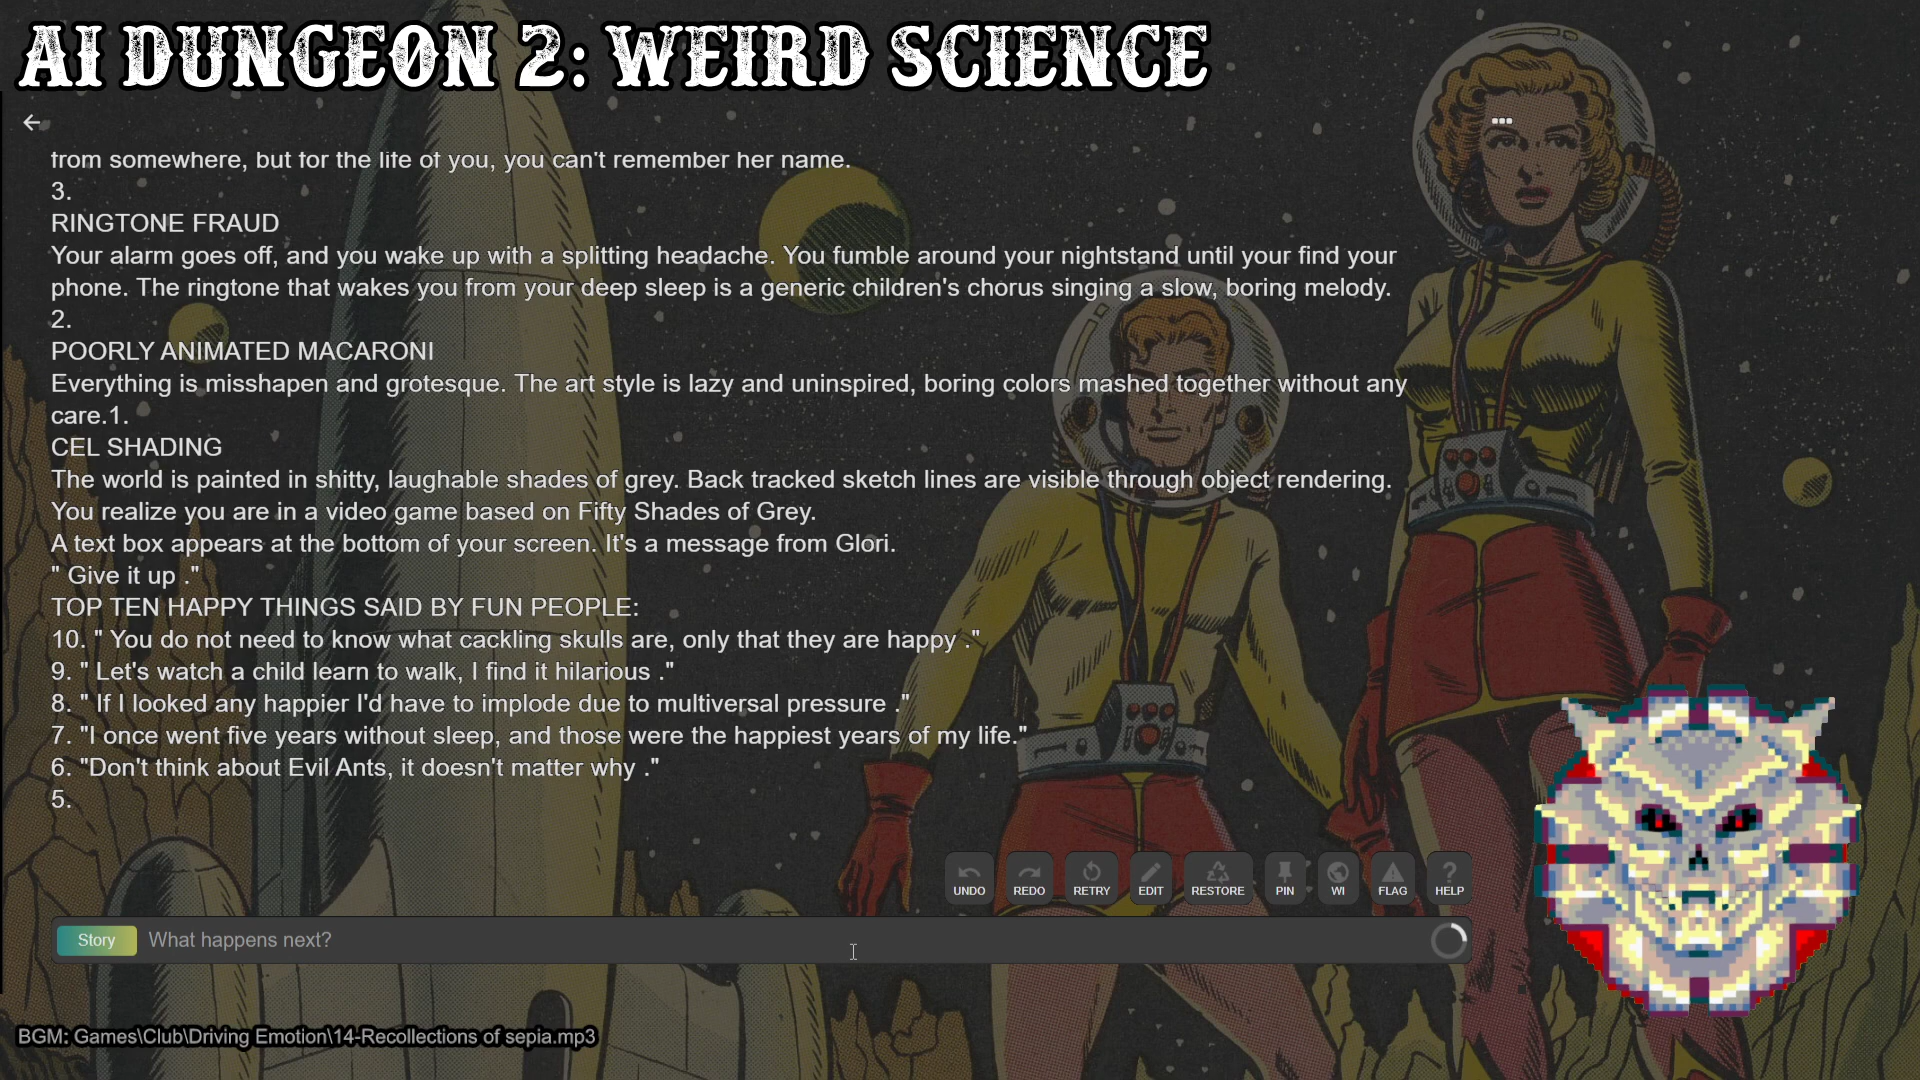 AI DUNGEON 2: WEIRD SCIENCE
from somewhere, but for the life of you, you can't remember her name.
3.
RINGTONE FRAUD
Your alarm goes off, and you wake up with a splitting headache. You fumble around your nightstand until your find your
phone. The ringtone that wakes you from your deep sleep is a generic children's chorus singing a slow, boring melody.
2.
POORLY ANIMATED MACARONI
Everything is misshapen and grotesque. The art style is lazy and uninspired, boring colors mashed together without any
care.1.
CEL SHADING
The world is painted in shitty, laughable shades of grey. Back tracked sketch lines are visible through object rendering.
You realize you are in a video game based on Fifty Shades of Grey.
A text box appears at the bottom of your screen. It's a message from Glori.
" Give it up ."
TOP TEN HAPPY THINGS SAID BY FUN PEOPLE:
10. " You do not need to know what cackling skulls are, only that they are happy ."
9. " Let's watch a child learn to walk, I find it hilarious ."
8. " If I looked any happier I'd have to implode due to multiversal pressure ."
7. "I once went five years without sleep, and those were the happiest years of my life."
6. "Don't think about Evil Ants, it doesn't matter why ."
5.
UNDO REDO RETRY EDIT RESTORE PIN WI FLAG HELP
Story What happens next?
BGM: Games\Club\Driving Emotion\14-Recollections of sepia.mp3